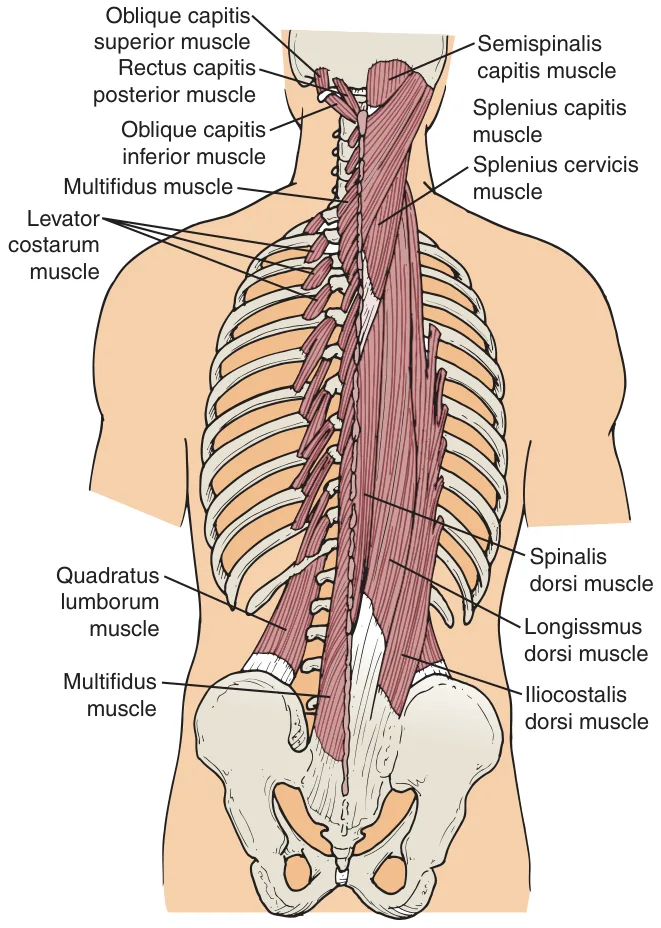 Oblique capitis
superior muscle
Rectus capitis
posterior muscle
Oblique capitis
inferior muscle
Multifidus muscle
Levator
costarum
muscle
Quadratus
lumborum
muscle
Multifidus
muscle
Semispinalis
capitis muscle
Splenius capitis
muscle
Splenius cervicis
muscle
Spinalis
dorsi muscle
Longissmus
dorsi muscle
Iliocostalis
dorsi muscle